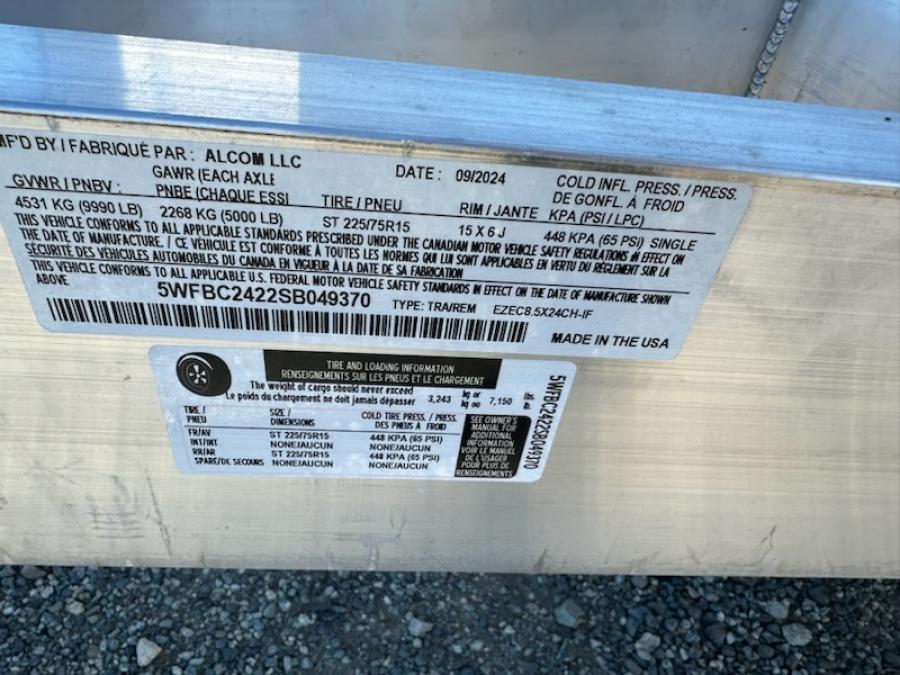 MF'D BY / FABRIQUÉ PAR : ALCOM LLC DATE : 09/2024
GVWR / PNBV : GAWR (EACH AXLE TIRE / PNEU RIM / JANTE COLD INFL. PRESS. / PRESS.
PNBE (CHAQUE ESSI DE GONFL. À FROID
KPA (PSI / LPC)
4531 KG (9990 LB) 2268 KG (5000 LB) ST 225/75R15 15 X 6 J 448 KPA (65 PSI) SINGLE
THIS VEHICLE CONFORMS TO ALL APPLICABLE STANDARDS PRESCRIBED UNDER THE CANADIAN MOTOR VEHICLE SAFETY REGULATIONS IN EFFECT ON
THE DATE OF MANUFACTURE. / CE VÉHICULE EST CONFORME À TOUTES LES NORMES QUI LUI SONT APPLICABLES EN VERTU DU RÈGLEMENT SUR LA
SÉCURITÉ DES VÉHICULES AUTOMOBILES DU CANADA EN VIGUEUR À LA DATE DE SA FABRICATION
THIS VEHICLE CONFORMS TO ALL APPLICABLE U.S. FEDERAL MOTOR VEHICLE SAFETY STANDARDS IN EFFECT ON THE DATE OF MANUFACTURE SHOWN
ABOVE.
5WFBC2422SB049370 TYPE: TRA/REM EZEC8.5X24CH-IF
MADE IN THE USA
TIRE AND LOADING INFORMATION
RENSEIGNEMENTS SUR LES PNEUS ET LE CHARGEMENT
The weight of cargo should never exceed
Le poids du chargement ne doit jamais dépasser 3,243 kg or kg ou 7,150
TIRE / PNEU SIZE / DIMENSIONS COLD TIRE PRESS. / PRESS. DES PNEUS À FROID
FR/AV ST 225/75R15 448 KPA (65 PSI)
INT/INT NONE/AUCUN NONE/AUCUN
RR/AR ST 225/75R15 448 KPA (65 PSI)
SPARE/DE SECOURS NONE/AUCUN NONE/AUCUN
SEE OWNER'S
MANUAL FOR
ADDITIONAL
INFORMATION
VOIR LE MANUEL
DE L'USAGER
POUR PLUS DE
RENSEIGNEMENTS
5WFBC2422SB049370